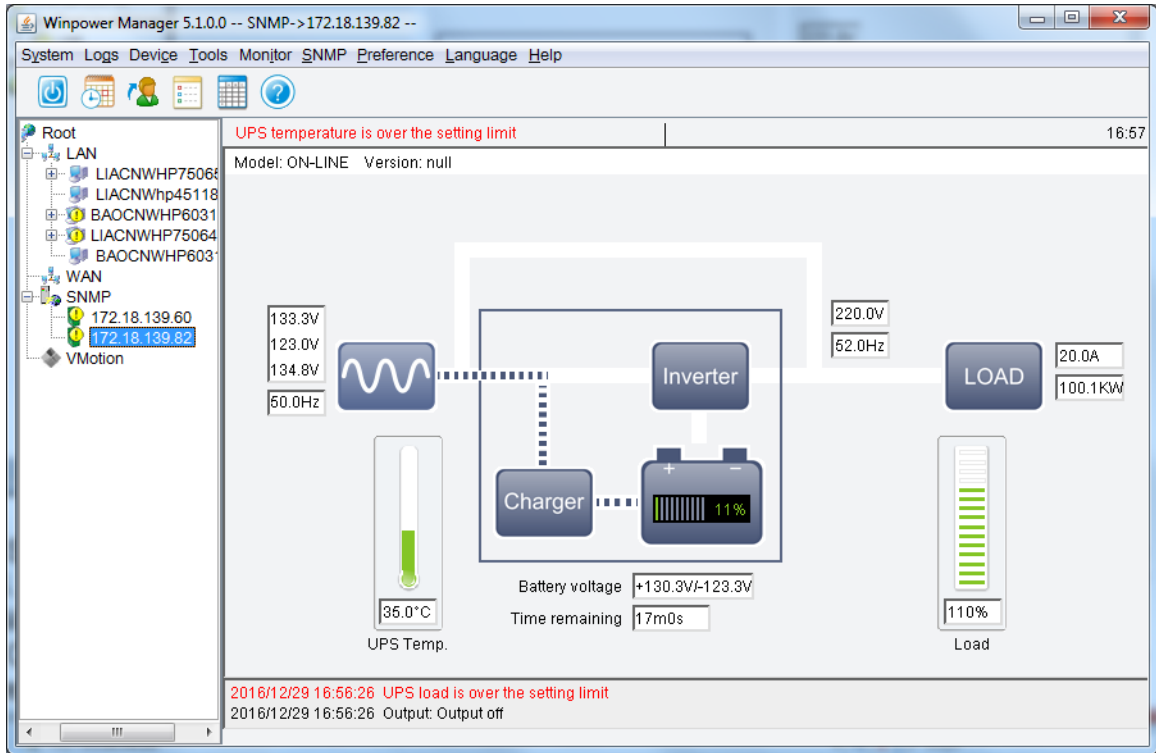 Winpower Manager 5.1.0.0 -- SNMP->172.18.139.82 --
System Logs Device Tools Monitor SNMP Preference Language Help
Root
LAN
LIACNWHP75065
LIACNWhp45118
BAOCNWHP6031
LIACNWHP75064
BAOCNWHP603
WAN
SNMP
172.18.139.60
172.18.139.82
VMotion
UPS temperature is over the setting limit
16:57
Model: ON-LINE Version: null
133.3V
123.0V
134.8V
50.0Hz
220.0V
52.0Hz
Inverter
LOAD
20.0A
100.1KW
Charger
+ −
11%
Battery voltage +130.3V/-123.3V
Time remaining 17m0s
35.0°C
UPS Temp.
110%
Load
2016/12/29 16:56:26 UPS load is over the setting limit
2016/12/29 16:56:26 Output: Output off